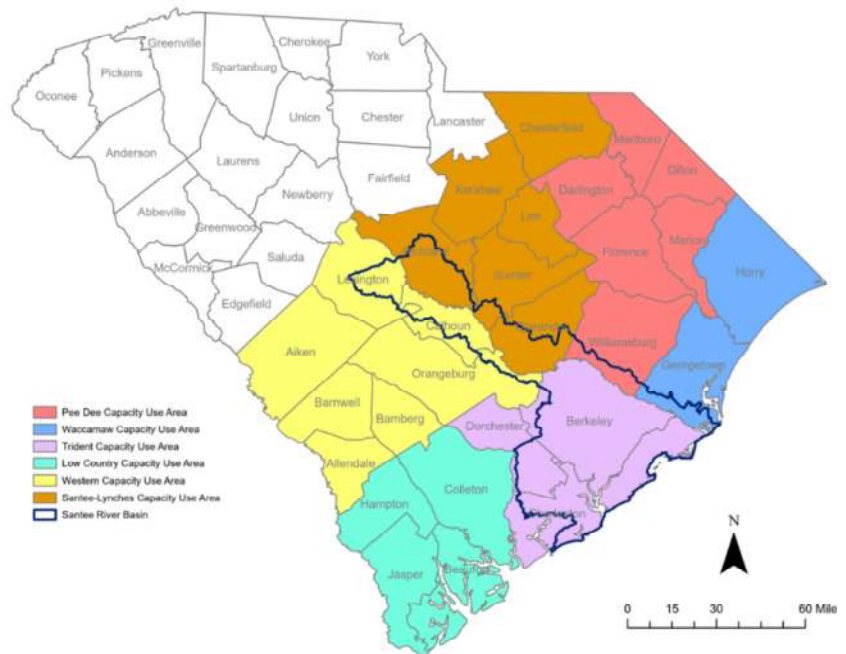 Cherokee
Greenville
York
Spartanburg
Pickens
Oconee
Union
Chester
Lancaster
Chesterfield
Marlboro
Anderson
Laurens
Dillon
Fairfield
Kershaw
Darlington
Newberry
Lee
Abbeville
Greenwood
Marion
Florence
Horry
Saluda
Sumter
McCormick
Lexington
Edgefield
Calhoun
Williamsburg
Georgetown
Aiken
Orangeburg
Berkeley
Barnwell
Bamberg
Dorchester
Allendale
Colleton
Hampton
Jasper
Pee Dee Capacity Use Area
Waccamaw Capacity Use Area
Trident Capacity Use Area
Low Country Capacity Use Area
Western Capacity Use Area
Santee-Lynches Capacity Use Area
Santee River Basin
N
0 15 30 60 Mile